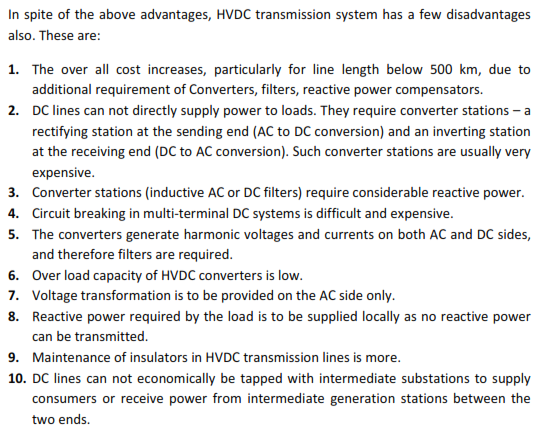 In spite of the above advantages, HVDC transmission system has a few disadvantages
also. These are:
1. The over all cost increases, particularly for line length below 500 km, due to
additional requirement of Converters, filters, reactive power compensators.
2. DC lines can not directly supply power to loads. They require converter stations – a
rectifying station at the sending end (AC to DC conversion) and an inverting station
at the receiving end (DC to AC conversion). Such converter stations are usually very
expensive.
3. Converter stations (inductive AC or DC filters) require considerable reactive power.
4. Circuit breaking in multi-terminal DC systems is difficult and expensive.
5. The converters generate harmonic voltages and currents on both AC and DC sides,
and therefore filters are required.
6. Over load capacity of HVDC converters is low.
7. Voltage transformation is to be provided on the AC side only.
8. Reactive power required by the load is to be supplied locally as no reactive power
can be transmitted.
9. Maintenance of insulators in HVDC transmission lines is more.
10. DC lines can not economically be tapped with intermediate substations to supply
consumers or receive power from intermediate generation stations between the
two ends.